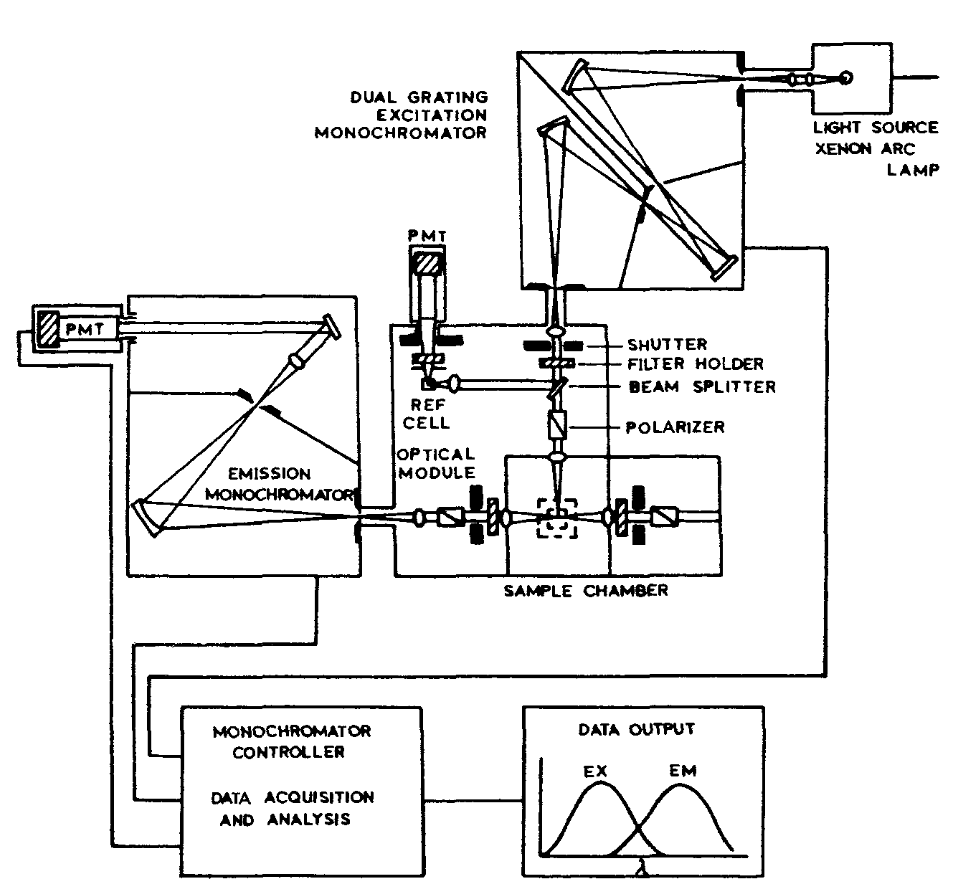 DUAL GRATING
EXCITATION
MONOCHROMATOR
LIGHT SOURCE
XENON ARC
LAMP
PMT
PMT
SHUTTER
FILTER HOLDER
BEAM SPLITTER
REF
CELL
POLARIZER
OPTICAL
MODULE
EMISSION
MONOCHROMATOR
SAMPLE CHAMBER
MONOCHROMATOR
CONTROLLER
DATA ACQUISITION
AND ANALYSIS
DATA OUTPUT
EX
EM
λ